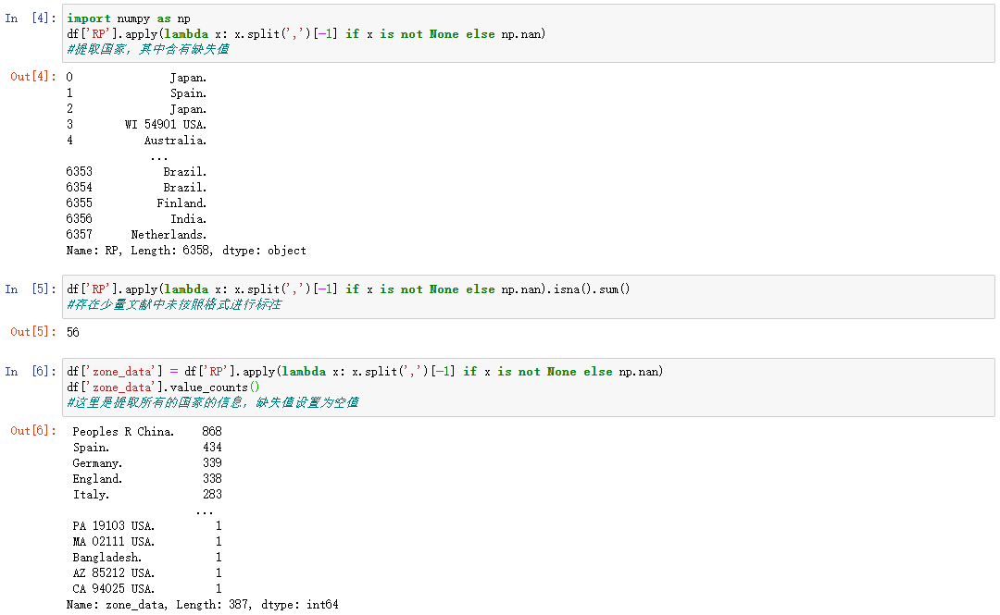 In [4]: import numpy as np
df['RP'].apply(lambda x: x.split(',')[-1] if x is not None else np.nan)
#提取国家，其中含有缺失值
Out[4]: 0 Japan.
1 Spain.
2 Japan.
3 WI 54901 USA.
4 Australia.
...
6353 Brazil.
6354 Brazil.
6355 Finland.
6356 India.
6357 Netherlands.
Name: RP, Length: 6358, dtype: object
In [5]: df['RP'].apply(lambda x: x.split(',')[-1] if x is not None else np.nan).isna().sum()
#存在少量文献中未按照格式进行标注
Out[5]: 56
In [6]: df['zone_data'] = df['RP'].apply(lambda x: x.split(',')[-1] if x is not None else np.nan)
df['zone_data'].value_counts()
#这里是提取所有的国家的信息，缺失值设置为空值
Out[6]: Peoples R China. 868
Spain. 434
Germany. 339
England. 338
Italy. 283
...
PA 19103 USA. 1
MA 02111 USA. 1
Bangladesh. 1
AZ 85212 USA. 1
CA 94025 USA. 1
Name: zone_data, Length: 387, dtype: int64